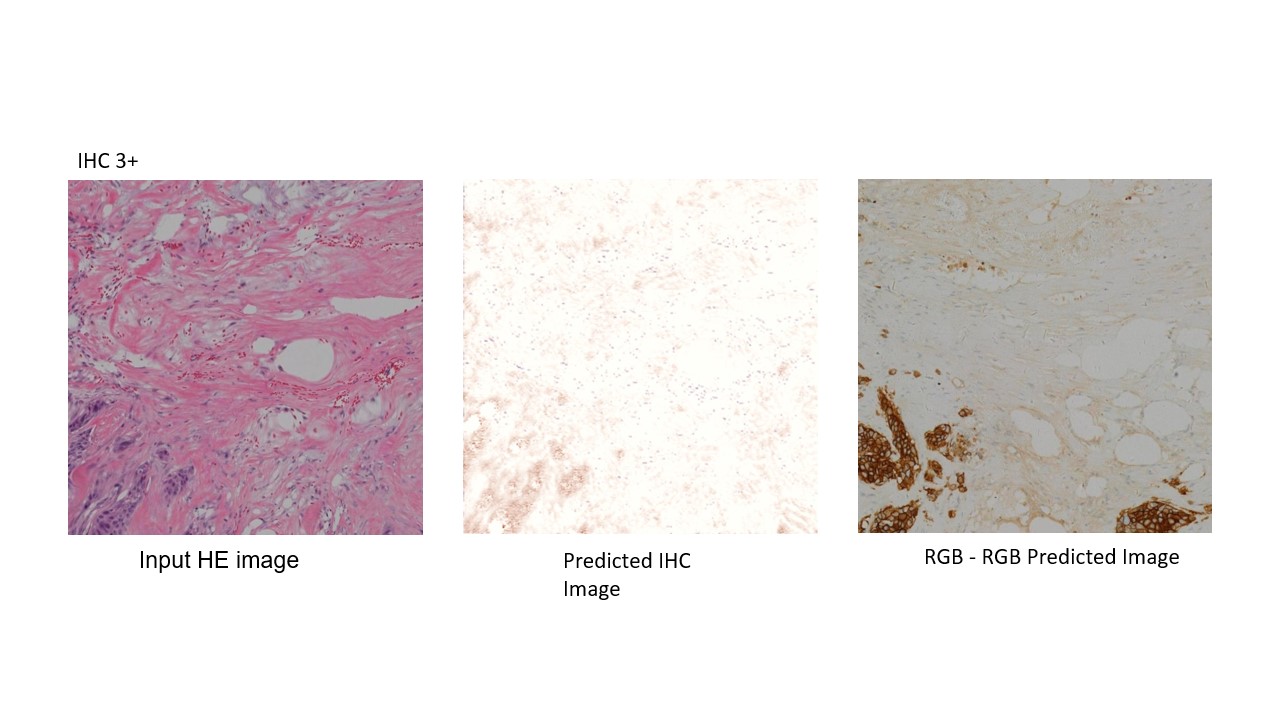 IHC 3+
Input HE image
Predicted IHC
Image
RGB - RGB Predicted Image